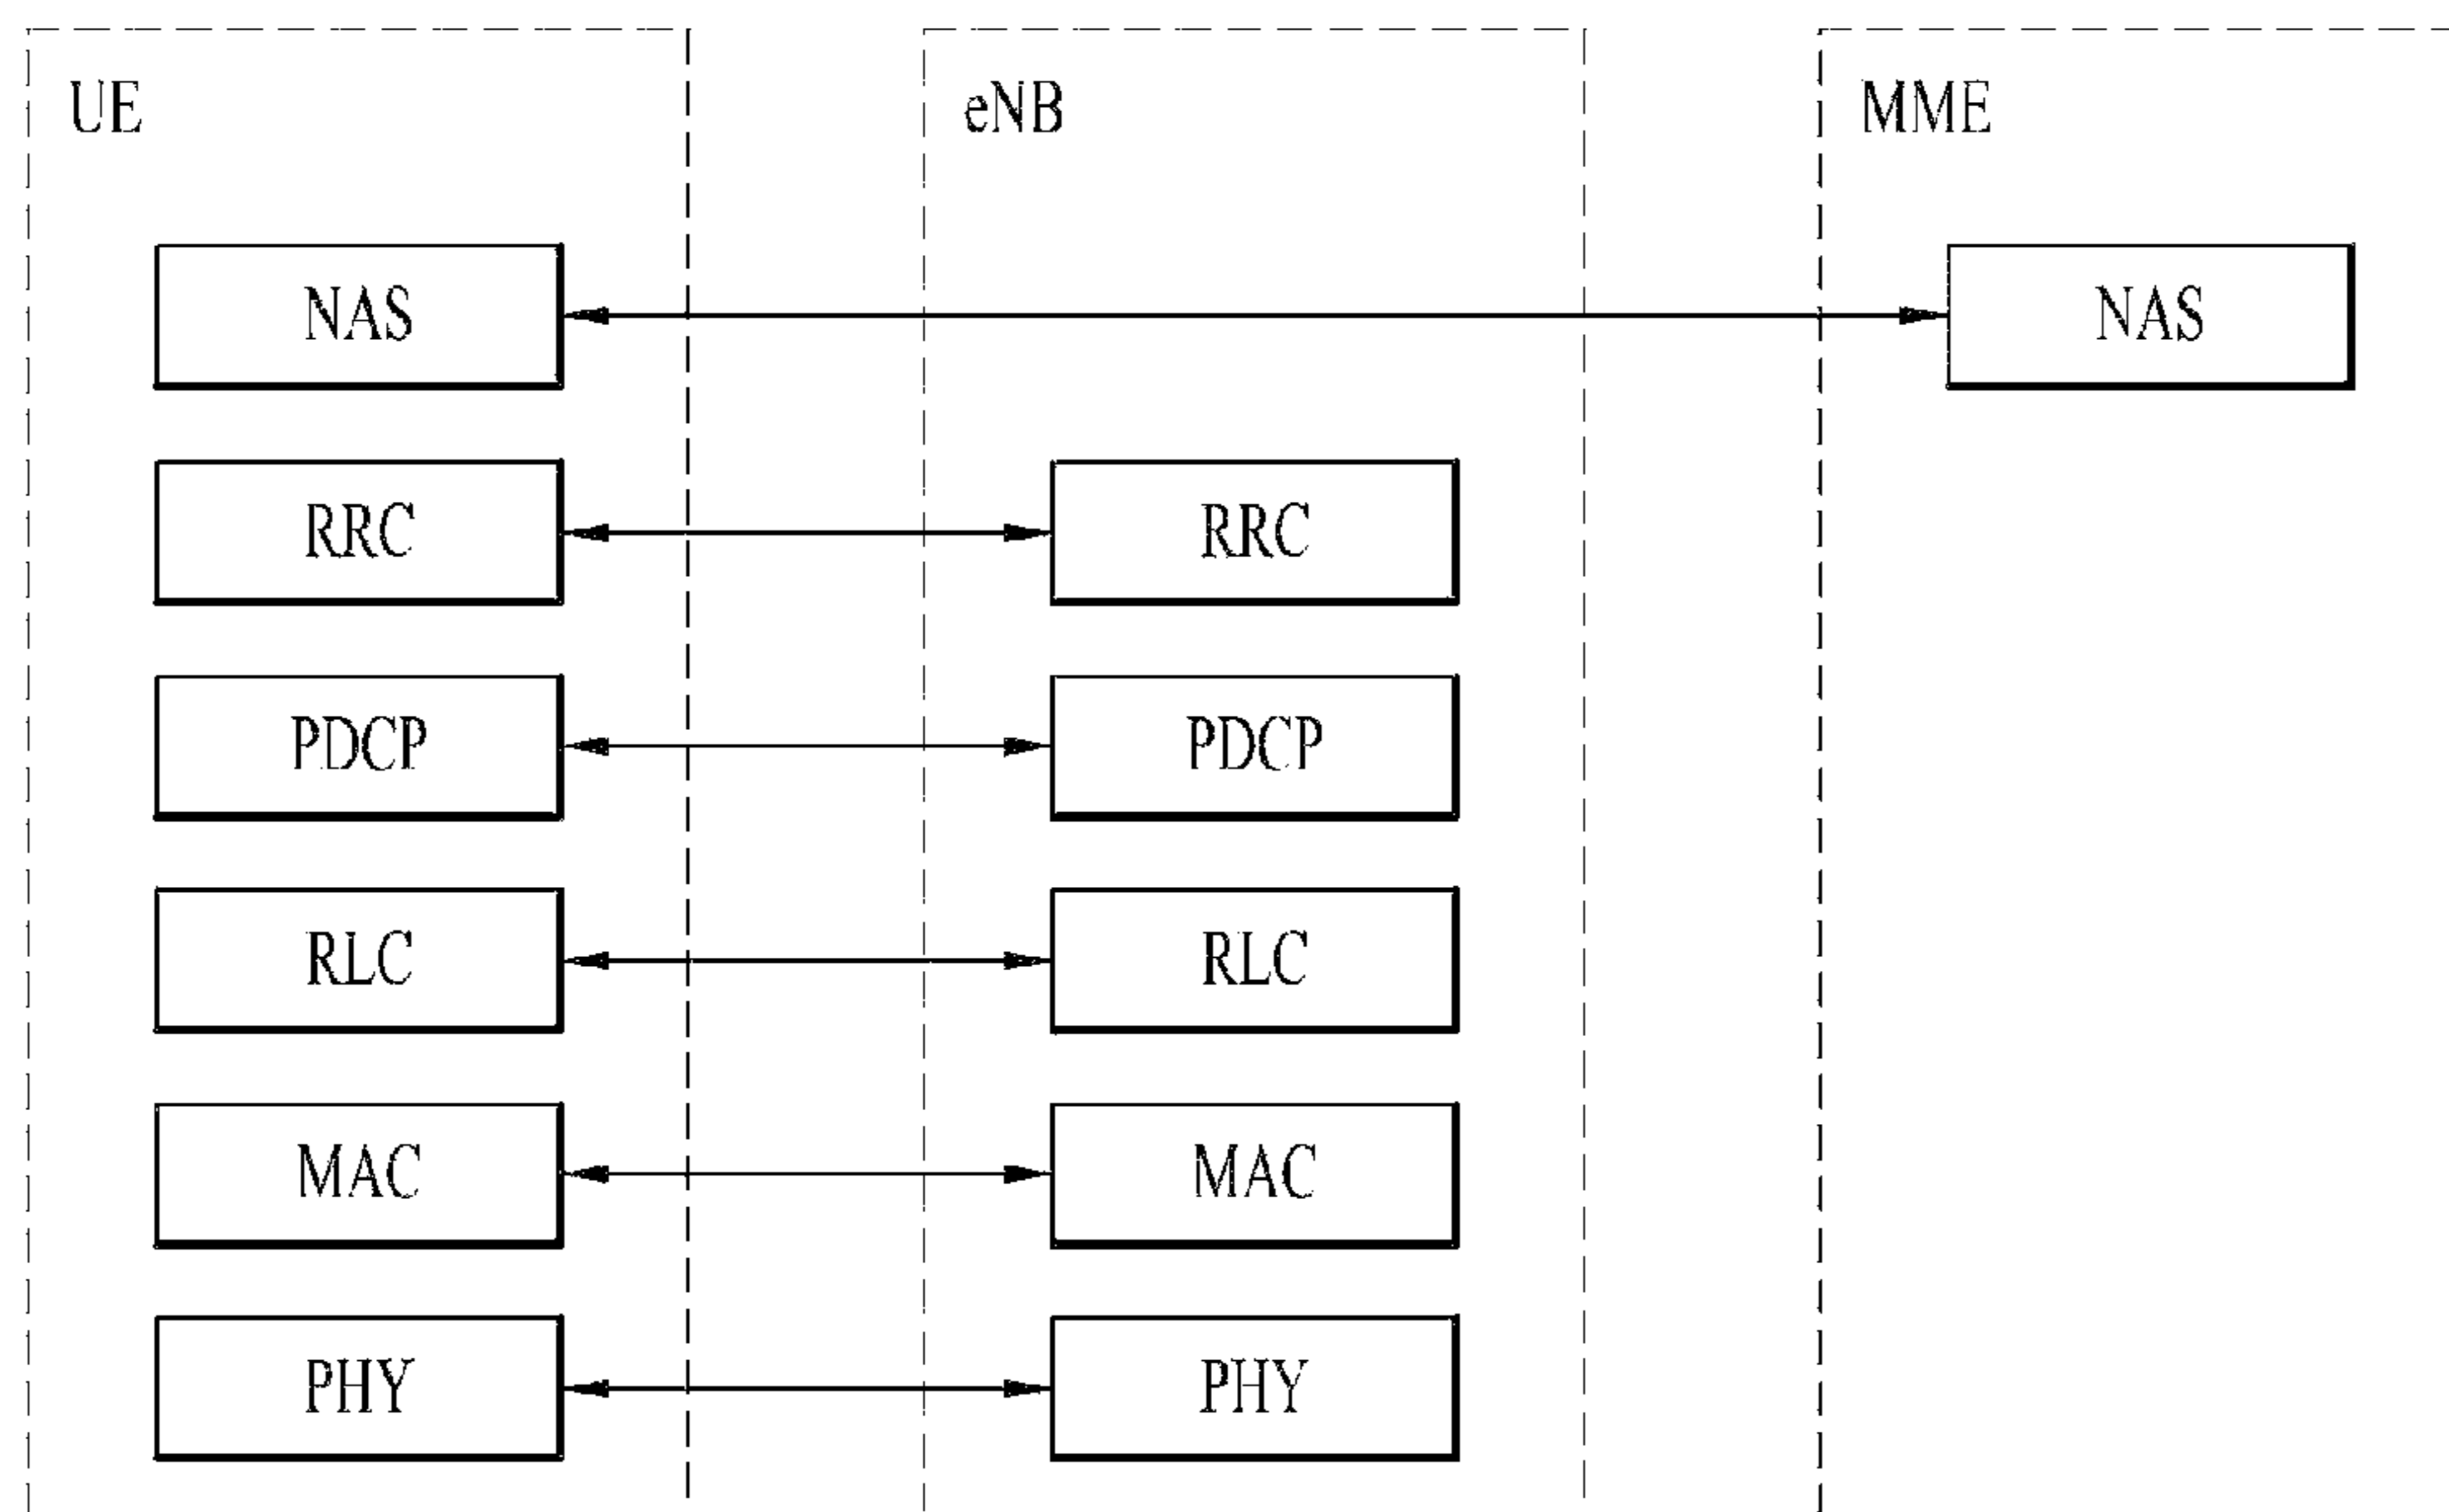 UE eNB MME
NAS NAS
RRC RRC
PDCP PDCP
RLC RLC
MAC MAC
PHY PHY